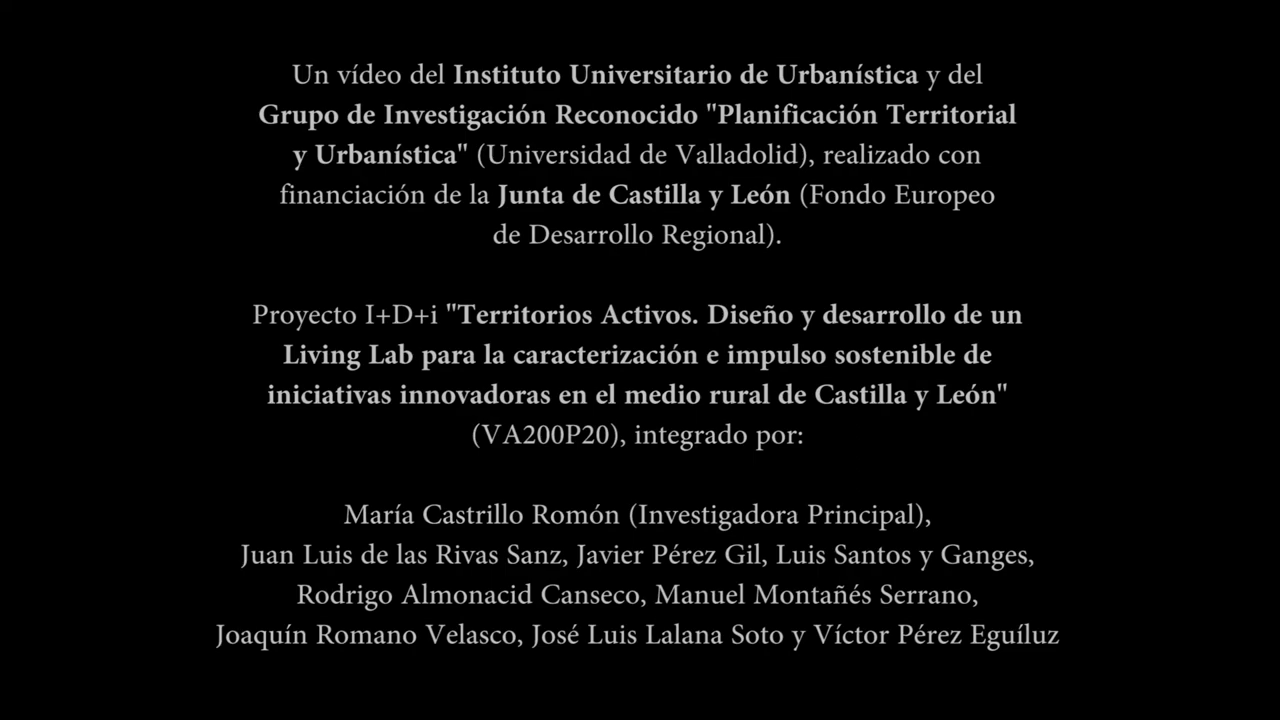 Un vídeo del Instituto Universitario de Urbanística y del
Grupo de Investigación Reconocido "Planificación Territorial
y Urbanística" (Universidad de Valladolid), realizado con
financiación de la Junta de Castilla y León (Fondo Europeo
de Desarrollo Regional).
Proyecto I+D+i "Territorios Activos. Diseño y desarrollo de un
Living Lab para la caracterización e impulso sostenible de
iniciativas innovadoras en el medio rural de Castilla y León"
(VA200P20), integrado por:
María Castrillo Romón (Investigadora Principal),
Juan Luis de las Rivas Sanz, Javier Pérez Gil, Luis Santos y Ganges,
Rodrigo Almonacid Canseco, Manuel Montañés Serrano,
Joaquín Romano Velasco, José Luis Lalana Soto y Víctor Pérez Eguíluz